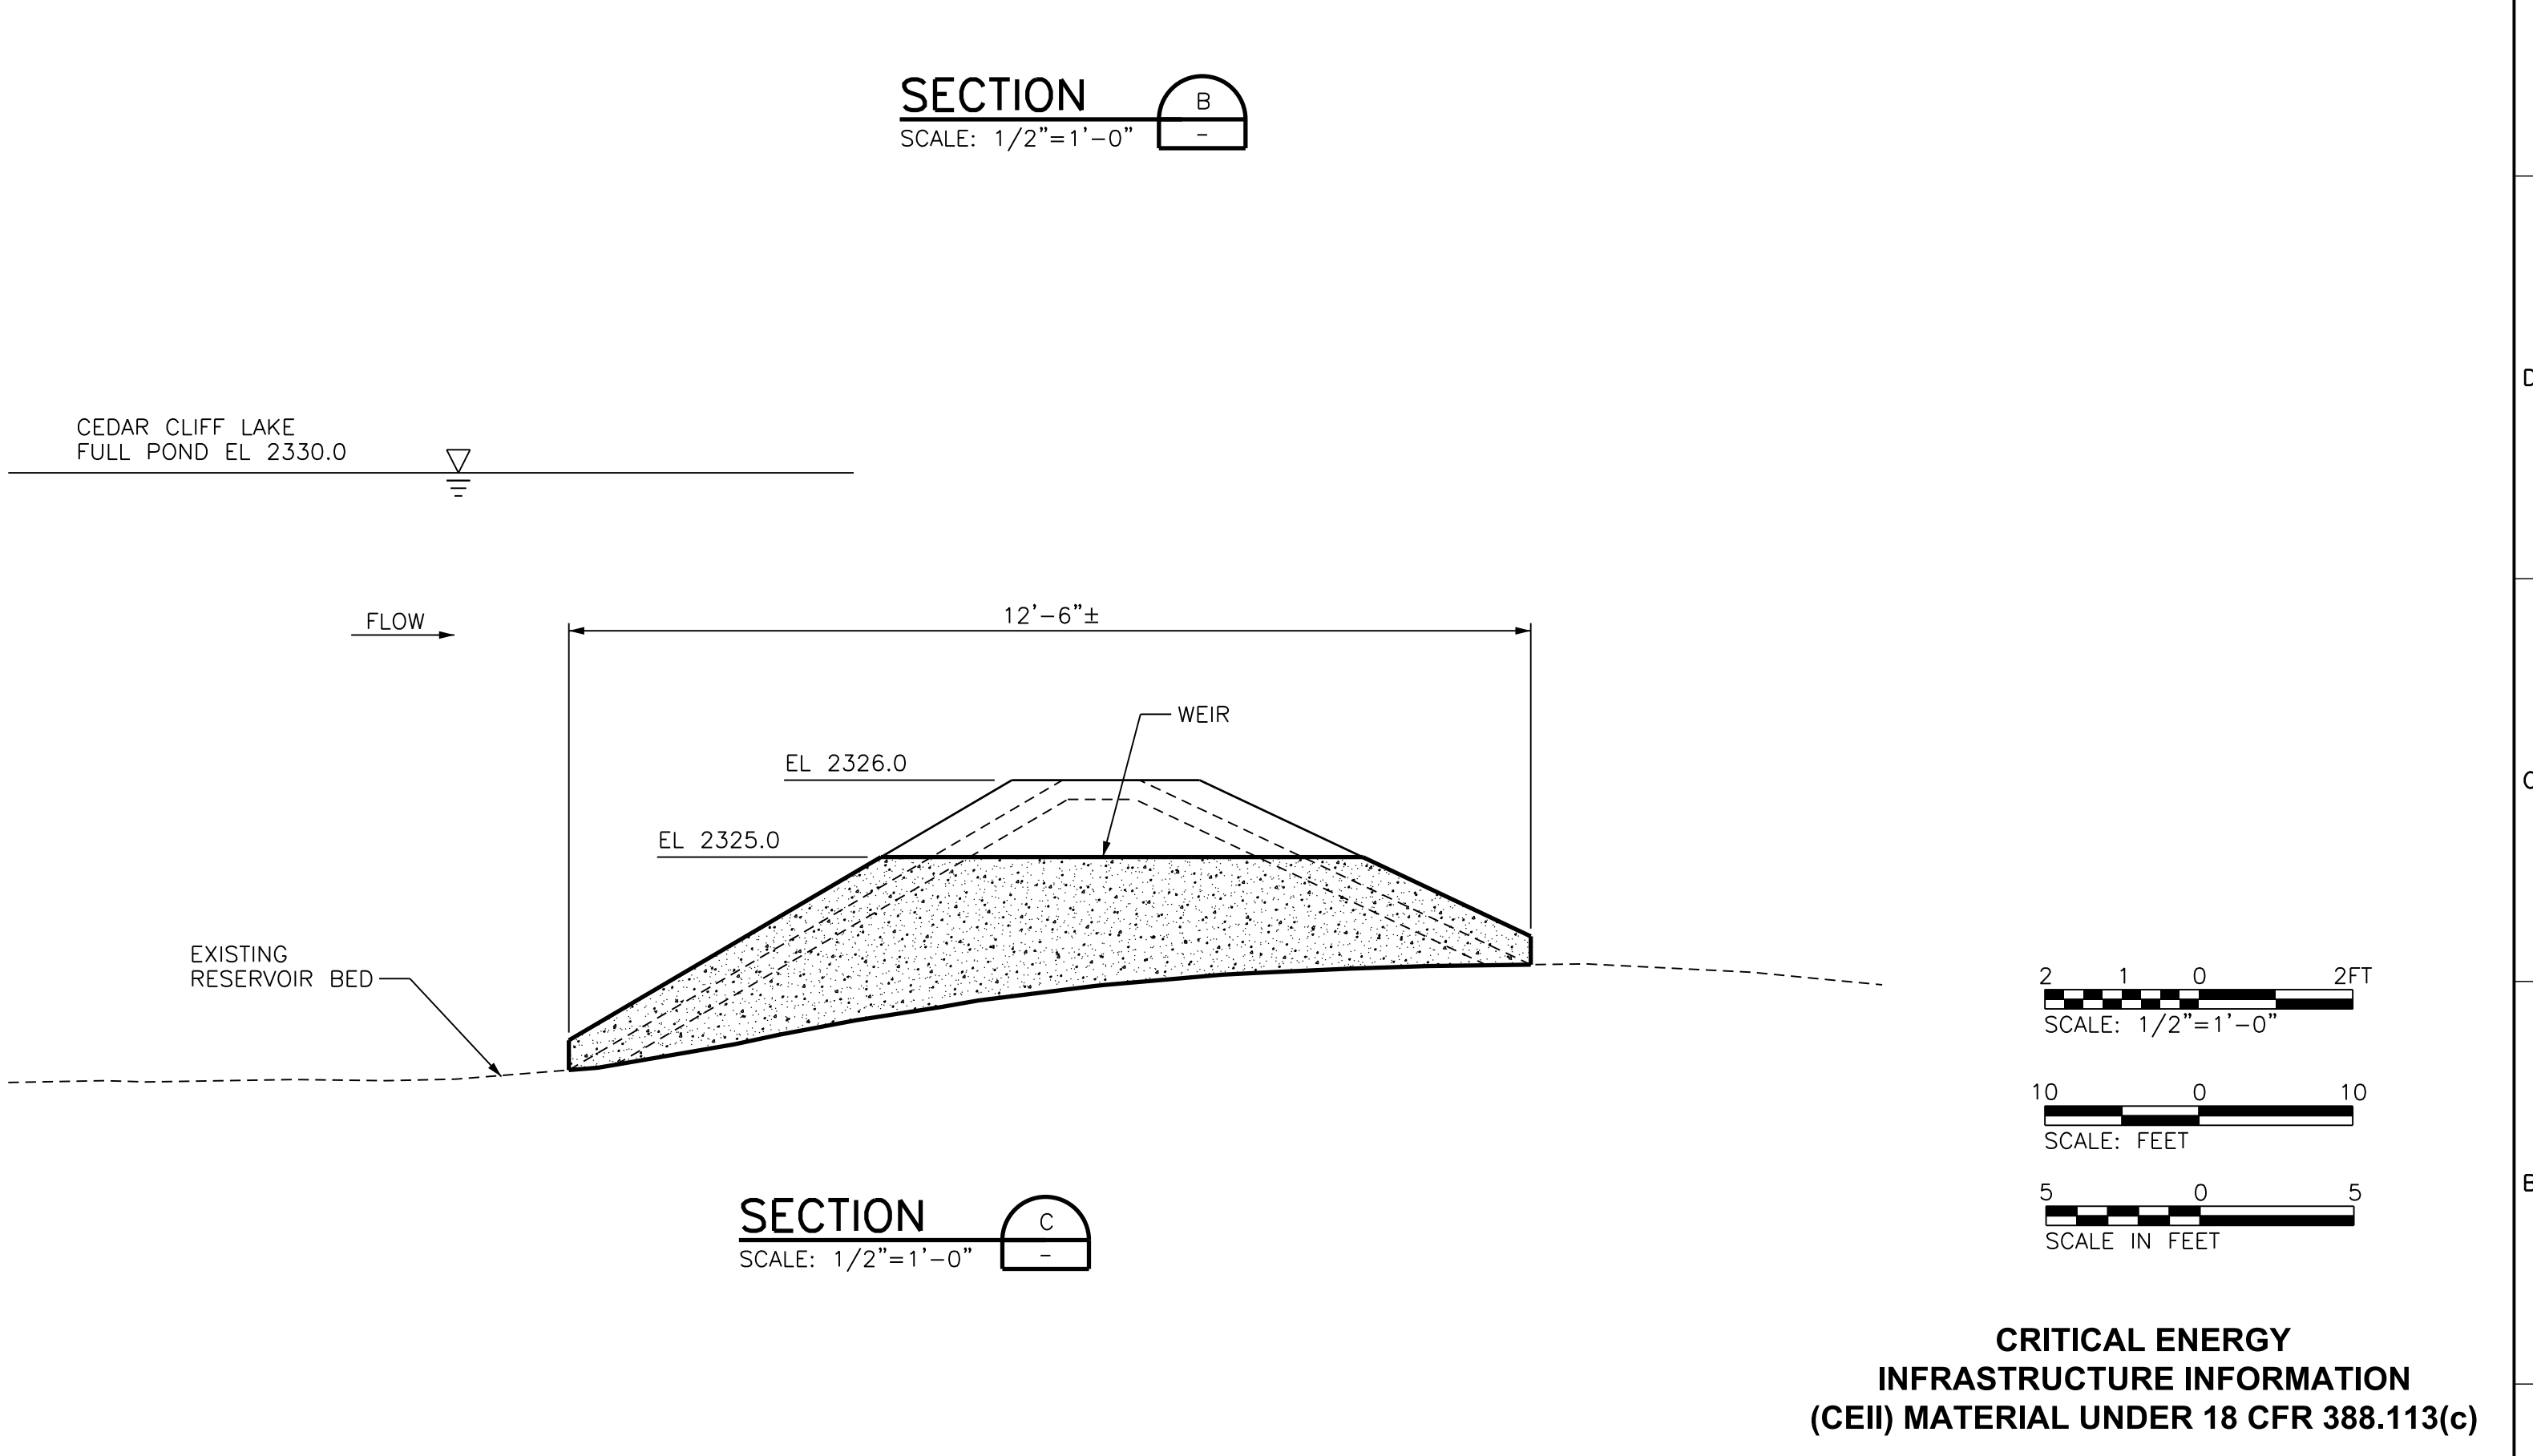 SECTION
B
SCALE: 1/2"=1'-0"
-
CEDAR CLIFF LAKE
FULL POND EL 2330.0
FLOW
12'-6"±
WEIR
EL 2326.0
EL 2325.0
EXISTING
RESERVOIR BED
SECTION
C
SCALE: 1/2"=1'-0"
-
2 1 0 2FT
SCALE: 1/2"=1'-0"
10 0 10
SCALE: FEET
5 0 5
SCALE IN FEET
CRITICAL ENERGY
INFRASTRUCTURE INFORMATION
(CEII) MATERIAL UNDER 18 CFR 388.113(c)